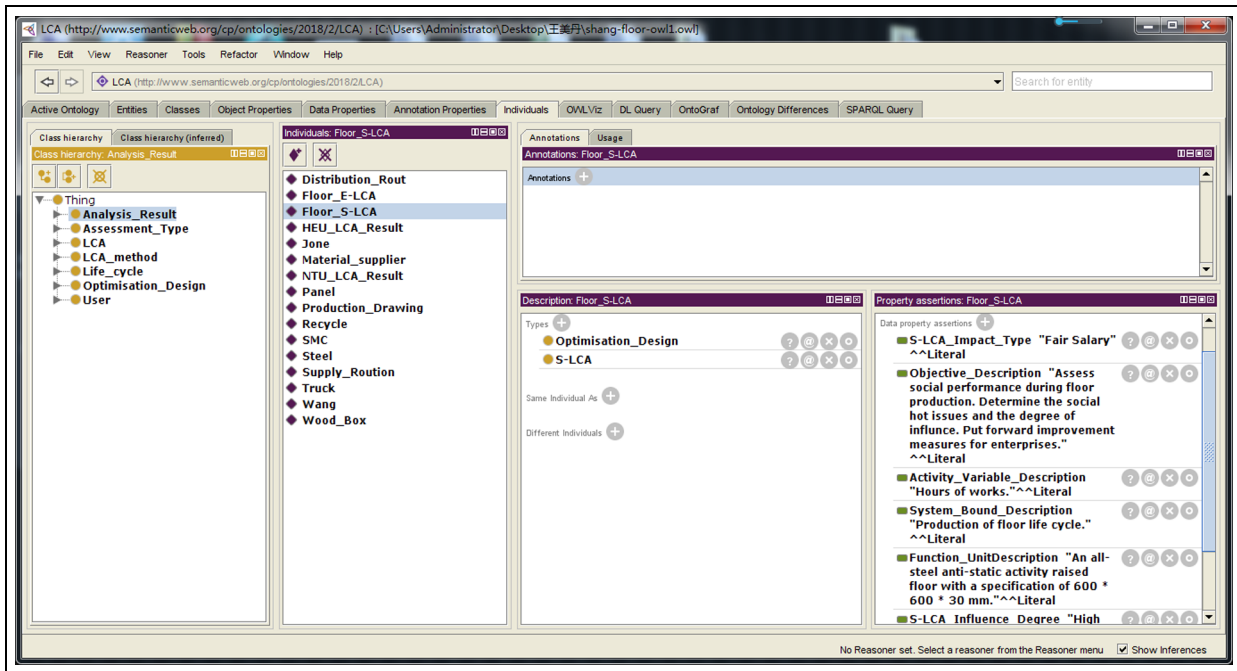 LCA (http://www.semanticweb.org/cp/ontologies/2018/2/LCA) : [C:\Users\Administrator\Desktop\王美丹\shang-floor-owl1.owl]
File Edit View Reasoner Tools Refactor Window Help
LCA (http://www.semanticweb.org/cp/ontologies/2018/2/LCA)
Search for entity
Active Ontology Entities Classes Object Properties Data Properties Annotation Properties Individuals OWLViz DL Query OntoGraf Ontology Differences SPARQL Query
Class hierarchy Class hierarchy (inferred)
Class hierarchy: Analysis_Result
Thing
Analysis_Result
Assessment_Type
LCA
LCA_method
Life_cycle
Optimisation_Design
User
Individuals: Floor_S-LCA
Distribution_Rout
Floor_E-LCA
Floor_S-LCA
HEU_LCA_Result
Jone
Material_supplier
NTU_LCA_Result
Panel
Production_Drawing
Recycle
SMC
Steel
Supply_Roution
Truck
Wang
Wood_Box
Annotations Usage
Annotations: Floor_S-LCA
Annotations
Description: Floor_S-LCA
Types
Optimisation_Design
S-LCA
Same Individual As
Different Individuals
Property assertions: Floor_S-LCA
Data property assertions
S-LCA_Impact_Type "Fair Salary"
^^Literal
Objective_Description "Assess
social performance during floor
production. Determine the social
hot issues and the degree of
influnce. Put forward improvement
measures for enterprises."
^^Literal
Activity_Variable_Description
"Hours of works."^^Literal
System_Bound_Description
"Production of floor life cycle."
^^Literal
Function_UnitDescription "An all-
steel anti-static activity raised
floor with a specification of 600 *
600 * 30 mm."^^Literal
S-LCA_Influence_Degree "High
No Reasoner set. Select a reasoner from the Reasoner menu Show Inferences